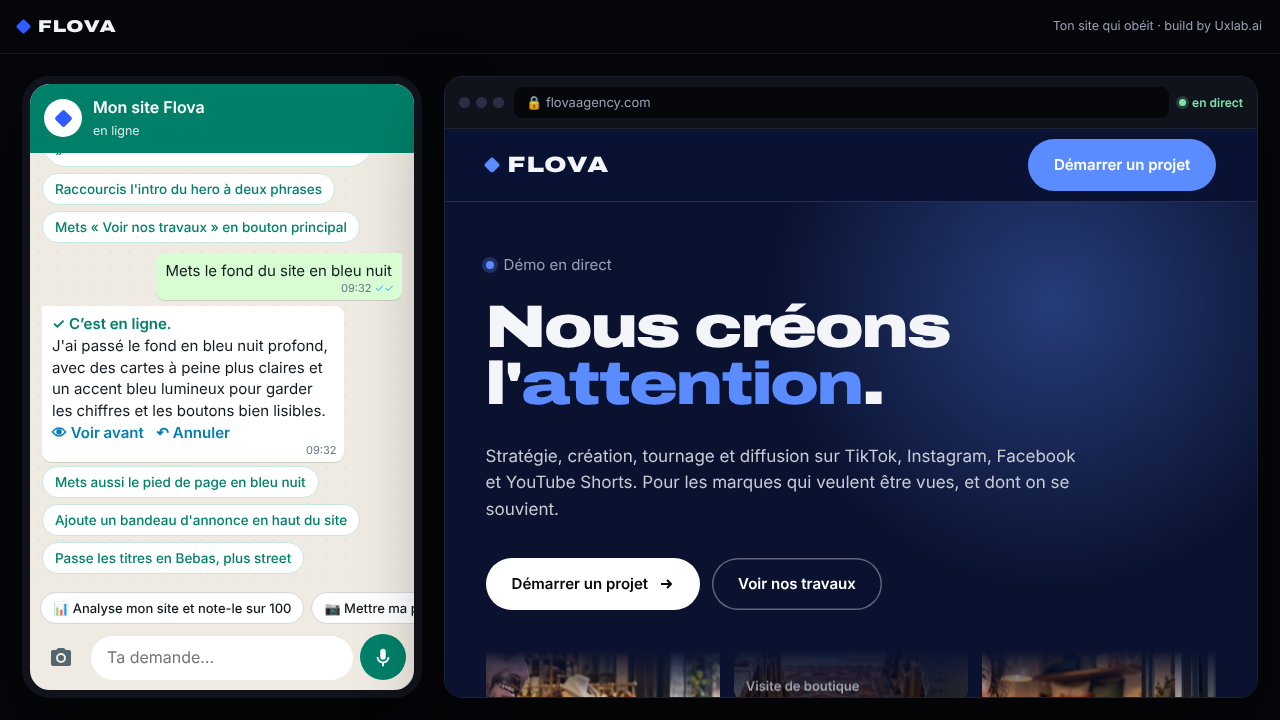 FLOVA
Ton site qui obéit · build by Uxlab.ai
Mon site Flova
en ligne
»
Raccourcis l'intro du hero à deux phrases
Mets « Voir nos travaux » en bouton principal
Mets le fond du site en bleu nuit
09:32 ✓✓
✓ C'est en ligne.
J'ai passé le fond en bleu nuit profond,
avec des cartes à peine plus claires et
un accent bleu lumineux pour garder
les chiffres et les boutons bien lisibles.
👁 Voir avant ↶ Annuler
09:32
Mets aussi le pied de page en bleu nuit
Ajoute un bandeau d'annonce en haut du site
Passe les titres en Bebas, plus street
📊 Analyse mon site et note-le sur 100
📷 Mettre ma
Ta demande...
🔒 flovaagency.com
en direct
FLOVA
Démarrer un projet
Démo en direct
Nous créons
l'attention.
Stratégie, création, tournage et diffusion sur TikTok, Instagram, Facebook
et YouTube Shorts. Pour les marques qui veulent être vues, et dont on se
souvient.
Démarrer un projet →
Voir nos travaux
Visite de boutique